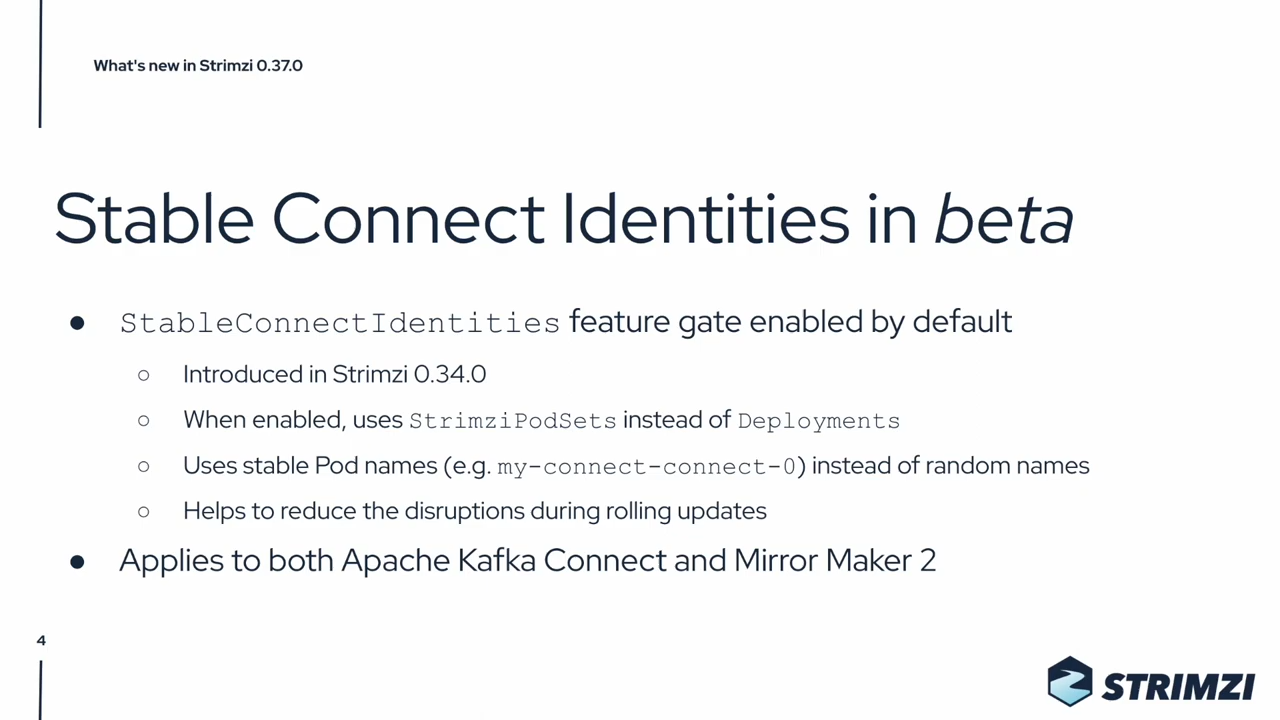 What's new in Strimzi 0.37.0
Stable Connect Identities in beta
● StableConnectIdentities feature gate enabled by default
○ Introduced in Strimzi 0.34.0
○ When enabled, uses StrimziPodSets instead of Deployments
○ Uses stable Pod names (e.g. my-connect-connect-0) instead of random names
○ Helps to reduce the disruptions during rolling updates
● Applies to both Apache Kafka Connect and Mirror Maker 2
4
STRIMZI